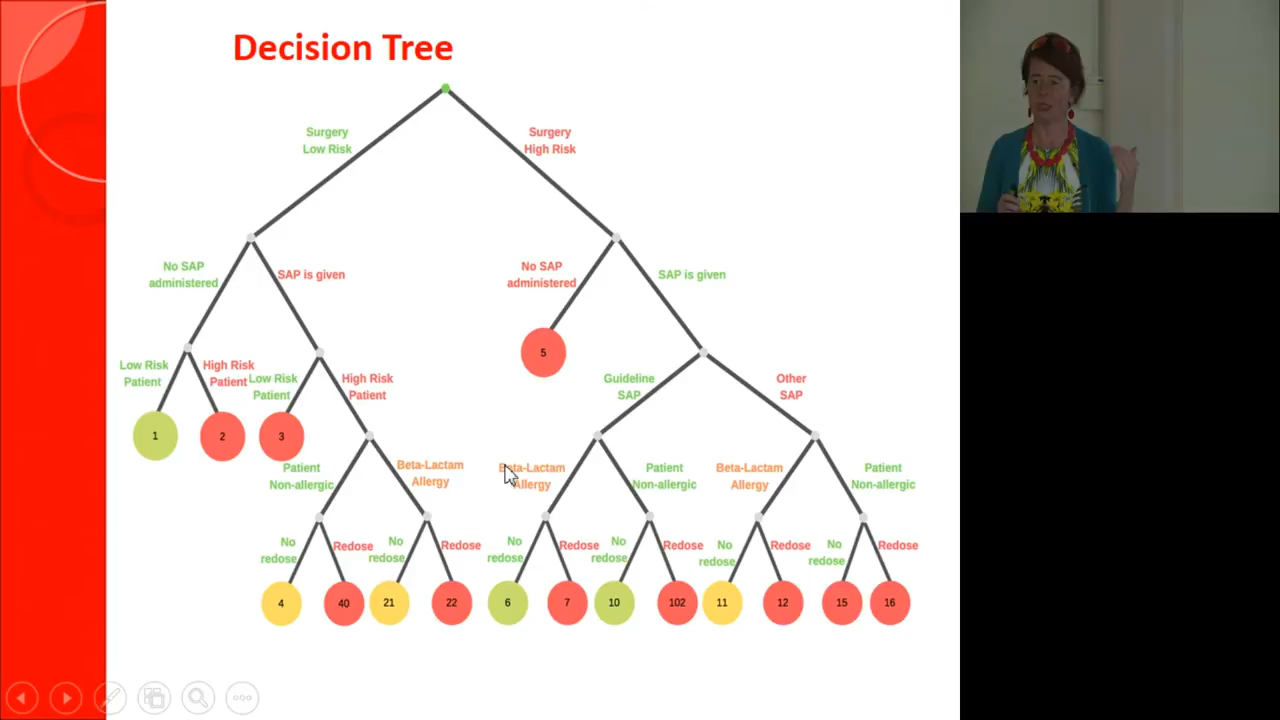 Decision Tree
Surgery
Low Risk
Surgery
High Risk
No SAP
administered
SAP is given
No SAP
administered
SAP is given
5
Low Risk
Patient
High Risk
Patient
Low Risk
Patient
High Risk
Patient
Guideline
SAP
Other
SAP
1
2
3
Patient
Non-allergic
Beta-Lactam
Allergy
Beta-Lactam
Allergy
Patient
Non-allergic
Beta-Lactam
Allergy
Patient
Non-allergic
No
redose
Redose
No
redose
Redose
No
redose
Redose
No
redose
Redose
No
redose
Redose
No
redose
Redose
4
40
21
22
6
7
10
102
11
12
15
16